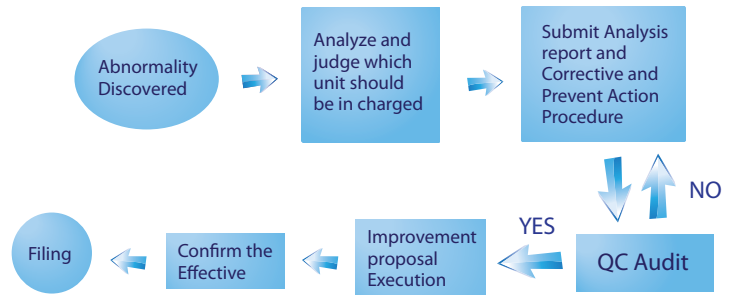 Abnormality
Discovered
Analyze and
judge which
unit should
be in charged
Submit Analysis
report and
Corrective and
Prevent Action
Procedure
NO
QC Audit
YES
Improvement
proposal
Execution
Confirm the
Effective
Filing